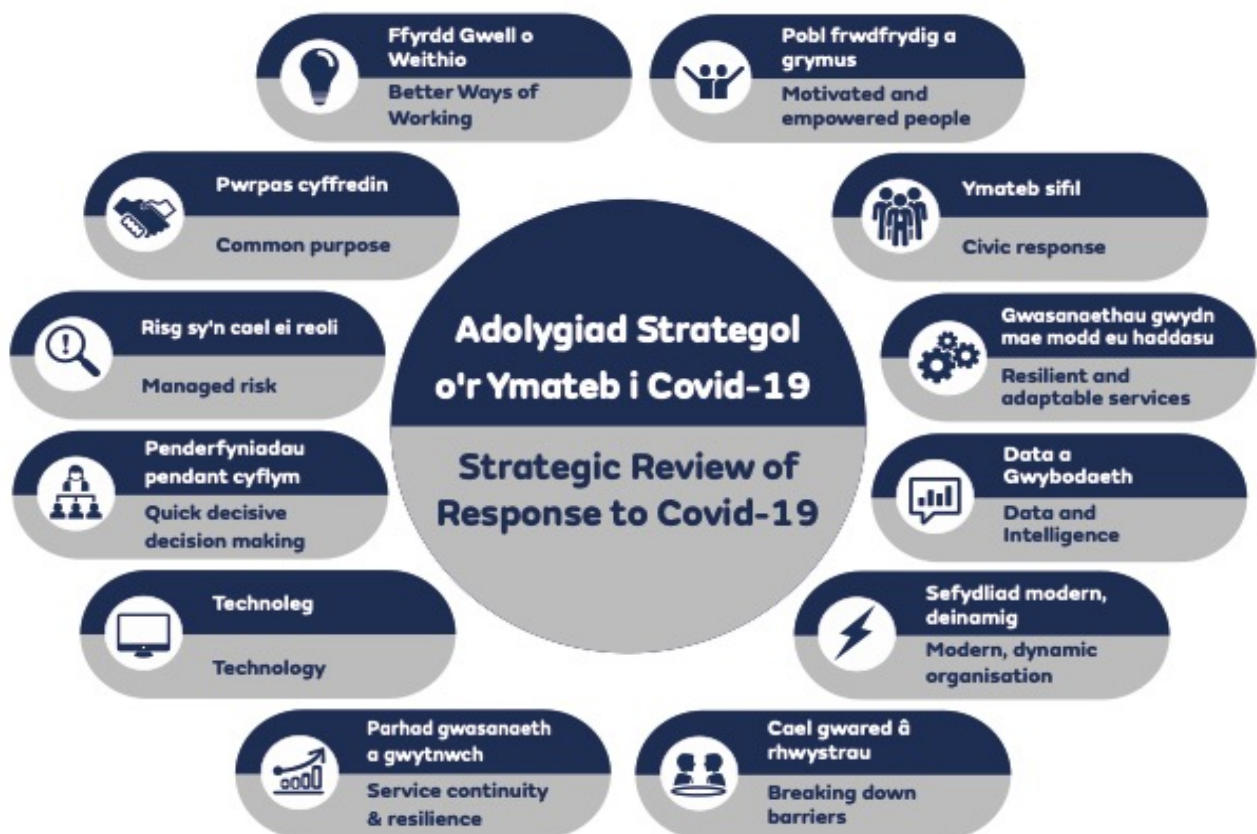 Ffyrdd Gwell o
Weithio
Better Ways of
Working
Pobl frwdfrydig a
grymus
Motivated and
empowered people
Pwrpas cyffredin
Common purpose
Ymateb sifil
Civic response
Risg sy'n cael ei reoli
Managed risk
Gwasanaethau gwydn
mae modd eu haddasu
Resilient and
adaptable services
Adolygiad Strategol
o'r Ymateb i Covid-19
Strategic Review of
Response to Covid-19
Penderfyniadau
pendant cyflym
Quick decisive
decision making
Data a
Gwybodaeth
Data and
Intelligence
Technoleg
Technology
Sefydliad modern,
deinamig
Modern, dynamic
organisation
Parhad gwasanaeth
a gwytnwch
Service continuity
& resilience
Cael gwared â
rhwystrau
Breaking down
barriers